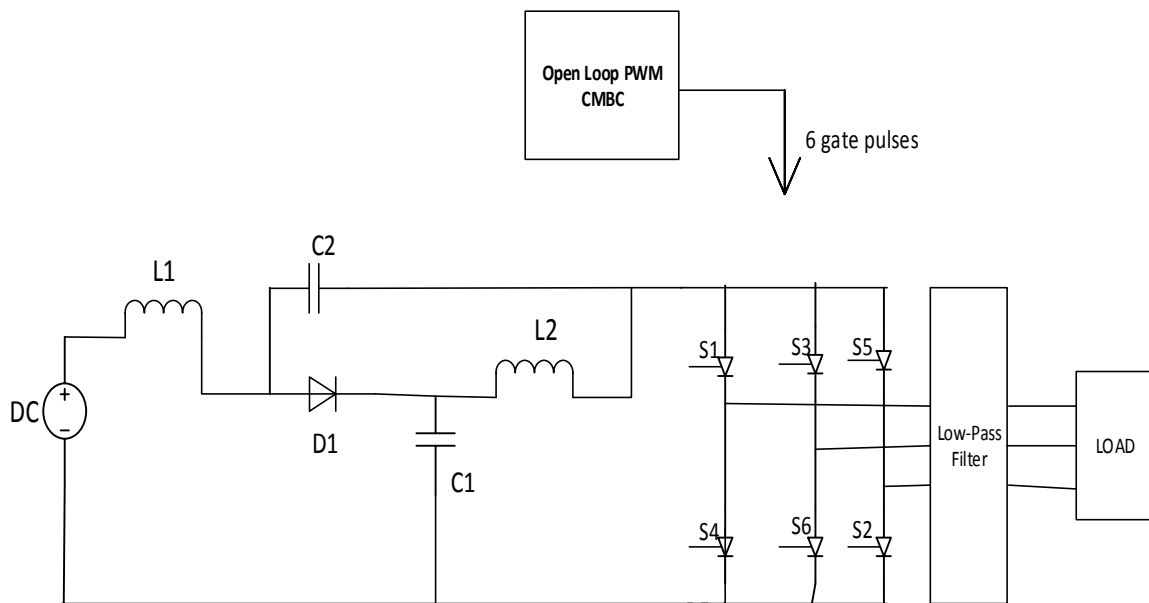 Open Loop PWM
CMBC
6 gate pulses
C2
L1
L2
S1
S3
S5
DC
+
−
D1
C1
Low-Pass
Filter
LOAD
S4
S6
S2